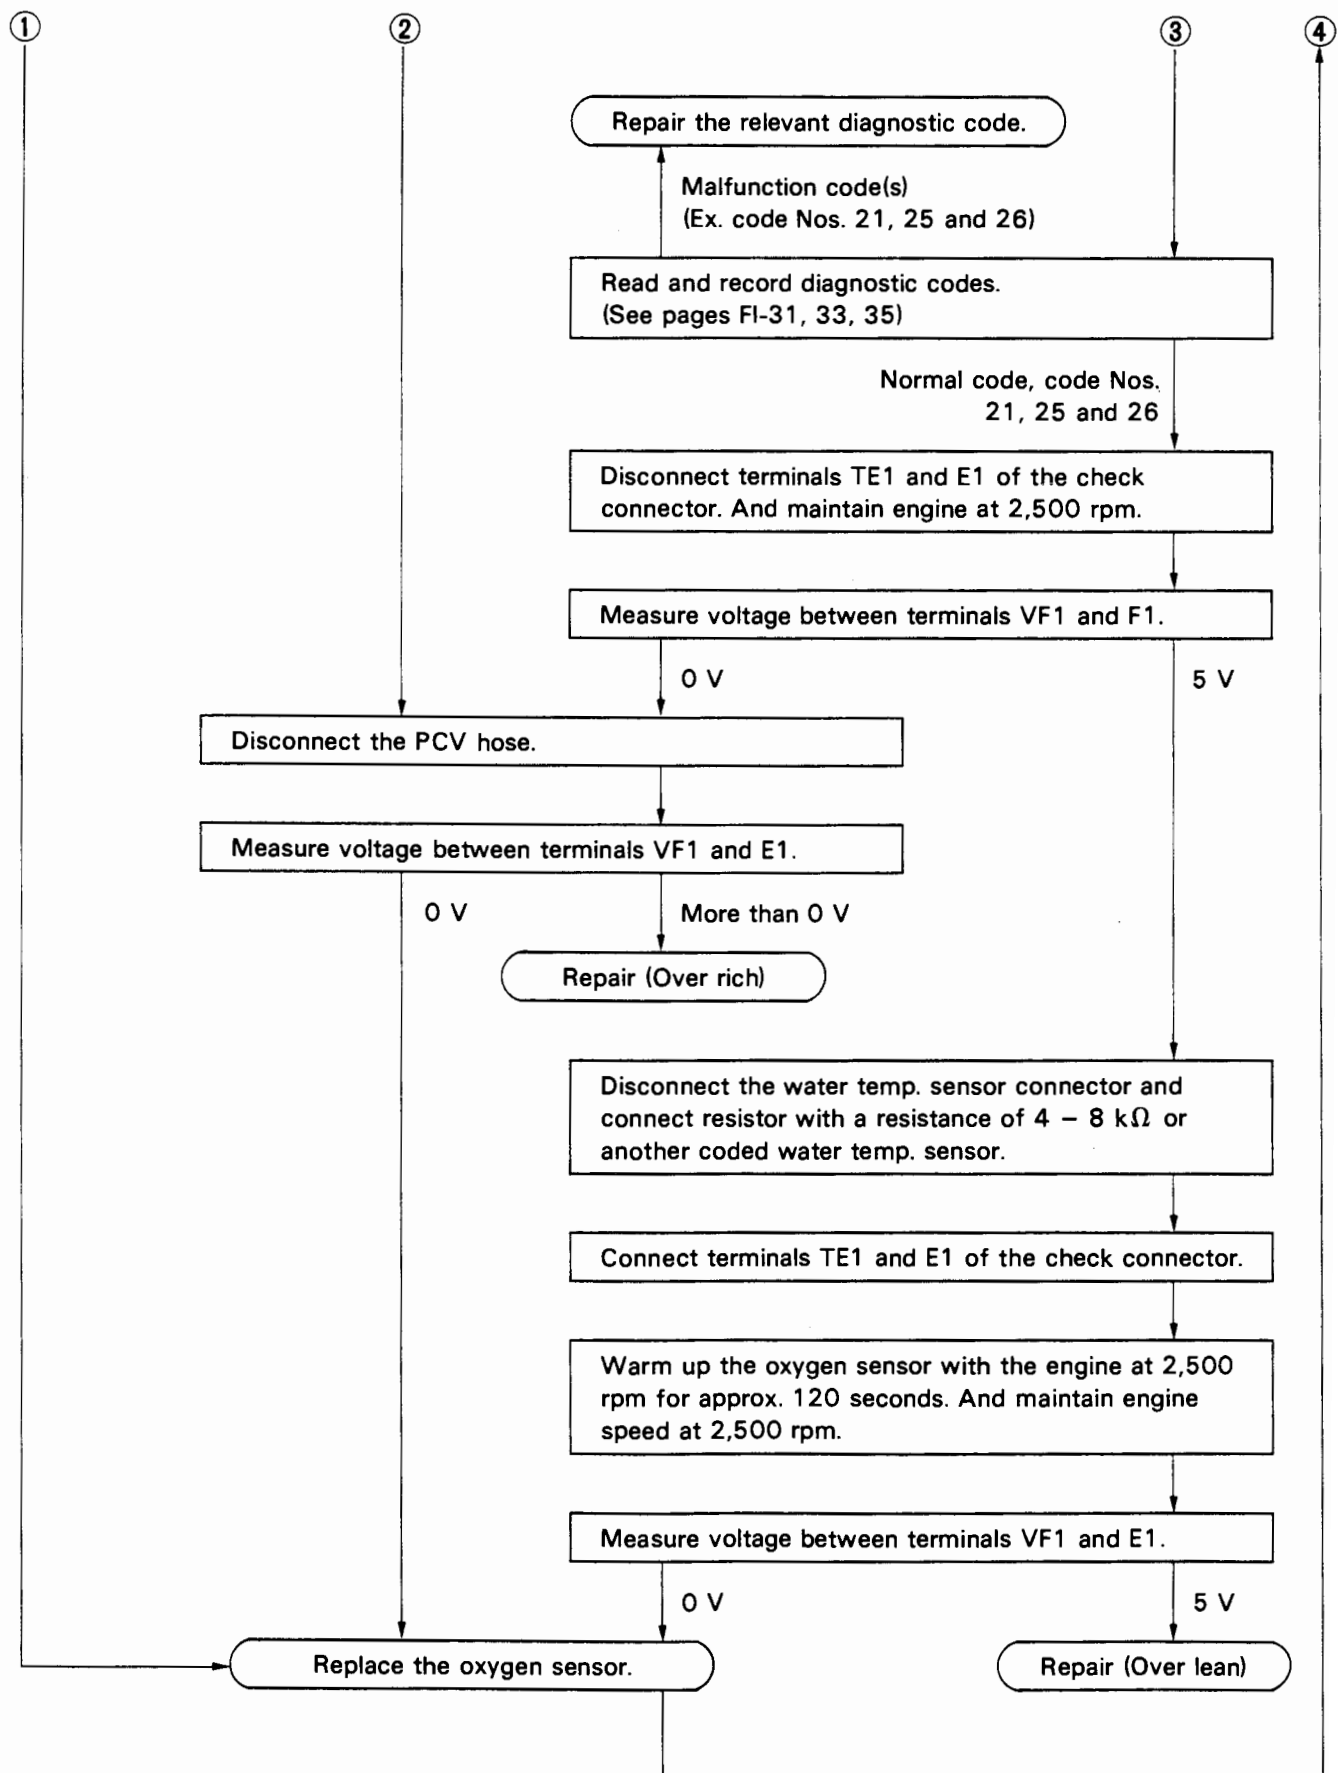 ① ② ③ ④
Repair the relevant diagnostic code.
Malfunction code(s)
(Ex. code Nos. 21, 25 and 26)
Read and record diagnostic codes.
(See pages FI-31, 33, 35)
Normal code, code Nos.
21, 25 and 26
Disconnect terminals TE1 and E1 of the check
connector. And maintain engine at 2,500 rpm.
Measure voltage between terminals VF1 and F1.
0 V 5 V
Disconnect the PCV hose.
Measure voltage between terminals VF1 and E1.
0 V More than 0 V
Repair (Over rich)
Disconnect the water temp. sensor connector and
connect resistor with a resistance of 4 – 8 kΩ or
another coded water temp. sensor.
Connect terminals TE1 and E1 of the check connector.
Warm up the oxygen sensor with the engine at 2,500
rpm for approx. 120 seconds. And maintain engine
speed at 2,500 rpm.
Measure voltage between terminals VF1 and E1.
0 V 5 V
Replace the oxygen sensor. Repair (Over lean)